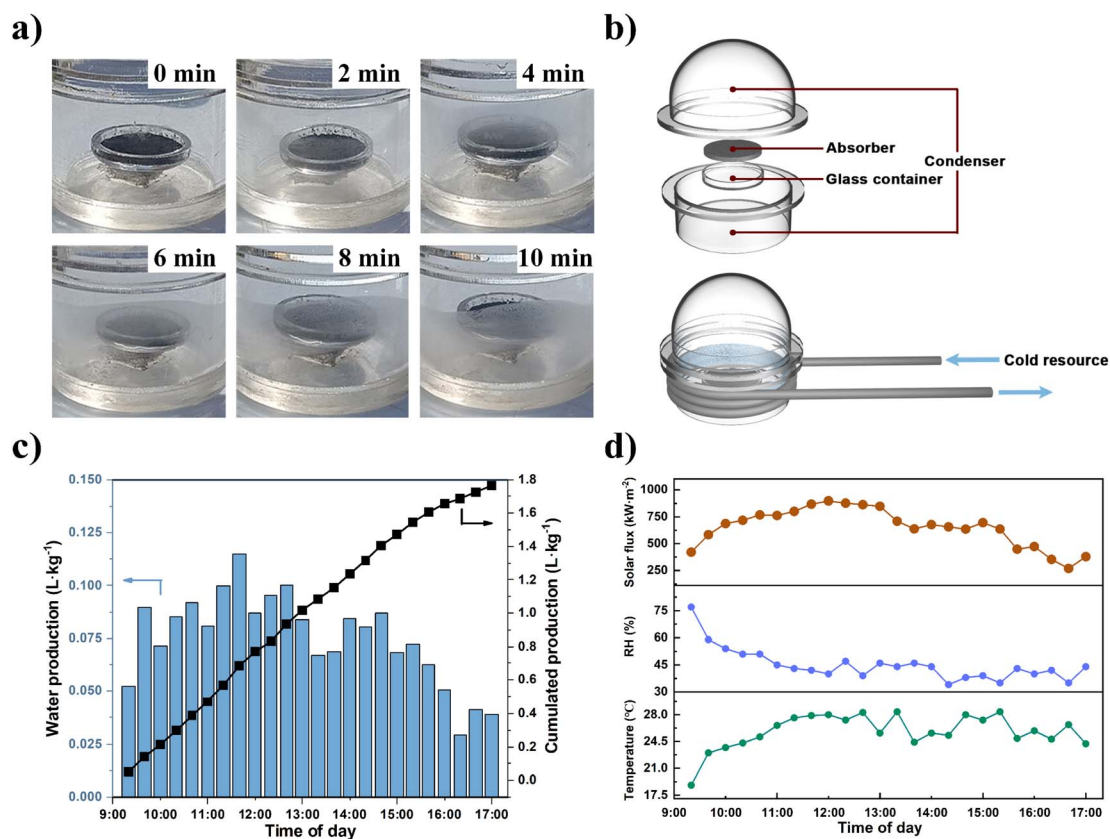 a)
0 min
2 min
4 min
6 min
8 min
10 min
b)
Absorber
Condenser
Glass container
Cold resource
c)
Water production (L·kg⁻¹)
0.150
0.125
0.100
0.075
0.050
0.025
0.000
Cumulated production (L·kg⁻¹)
1.8
1.6
1.4
1.2
1.0
0.8
0.6
0.4
0.2
0.0
9:00 10:00 11:00 12:00 13:00 14:00 15:00 16:00 17:00
Time of day
d)
Solar flux (kW·m⁻²)
1000
750
500
250
RH (%)
75
60
45
30
Temperature (℃)
28.0
24.5
21.0
17.5
9:00 10:00 11:00 12:00 13:00 14:00 15:00 16:00 17:00
Time of day